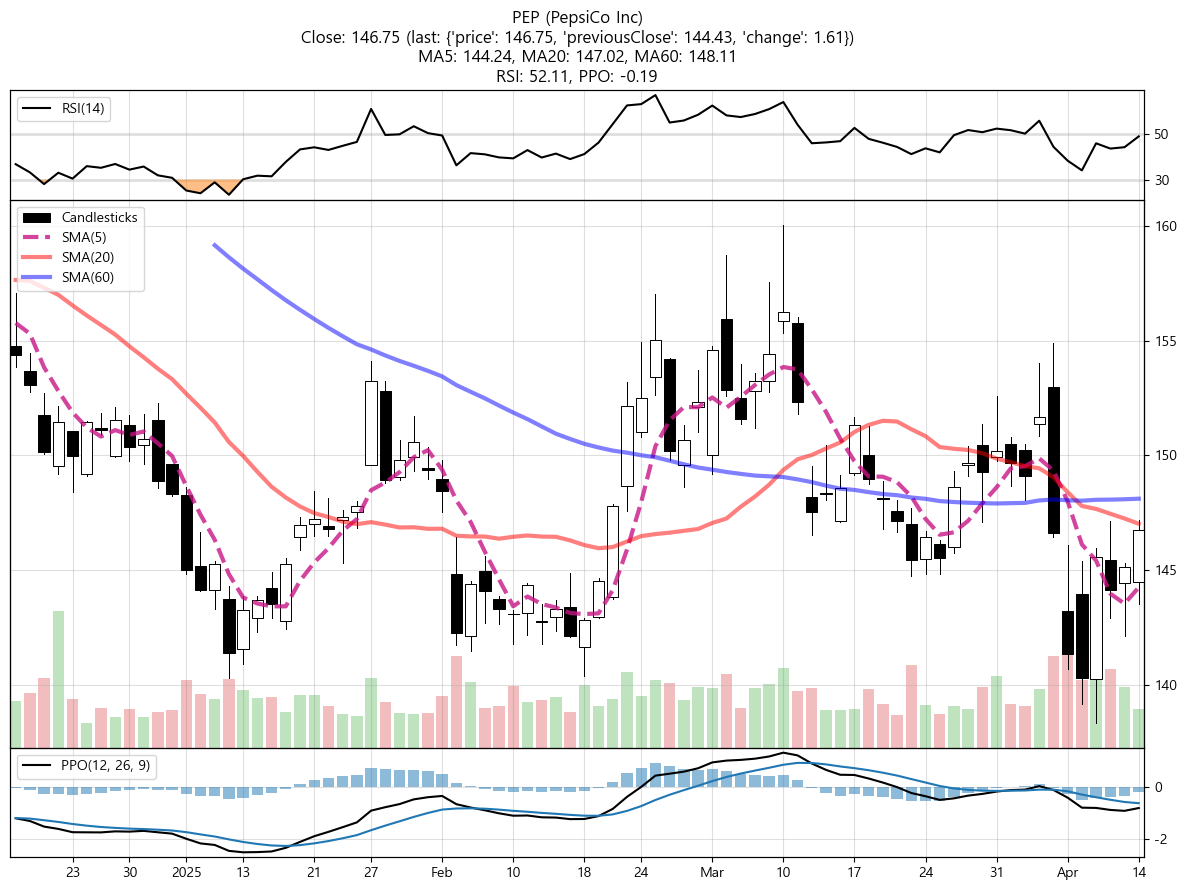 PEP (PepsiCo Inc)
Close: 146.75 (last: {'price': 146.75, 'previousClose': 144.43, 'change': 1.61})
MA5: 144.24, MA20: 147.02, MA60: 148.11
RSI: 52.11, PPO: -0.19
RSI(14)
50
30
Candlesticks
SMA(5)
SMA(20)
SMA(60)
160
155
150
145
140
PPO(12, 26, 9)
0
-2
23 30 2025 13 21 27 Feb 10 18 24 Mar 10 17 24 31 Apr 14